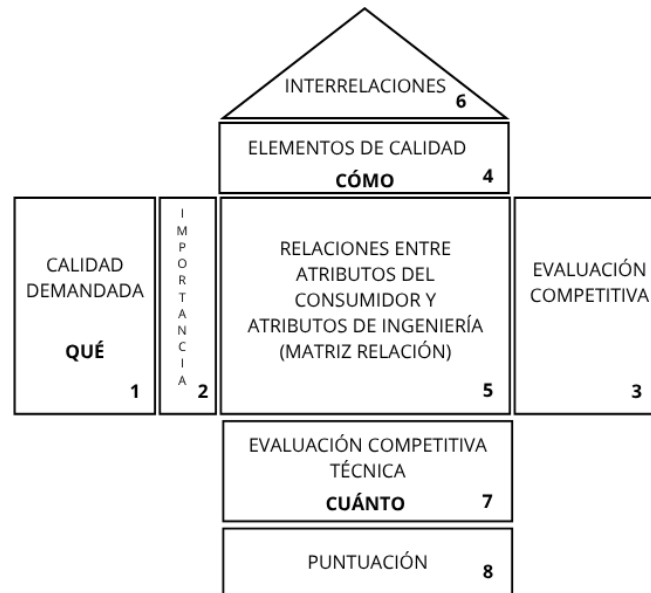 INTERRELACIONES
6
ELEMENTOS DE CALIDAD
CÓMO 4
CALIDAD
DEMANDADA
QUÉ
1
IMPORTANCIA
2
RELACIONES ENTRE
ATRIBUTOS DEL
CONSUMIDOR Y
ATRIBUTOS DE INGENIERÍA
(MATRIZ RELACIÓN)
5
EVALUACIÓN
COMPETITIVA
3
EVALUACIÓN COMPETITIVA
TÉCNICA
CUÁNTO 7
PUNTUACIÓN 8